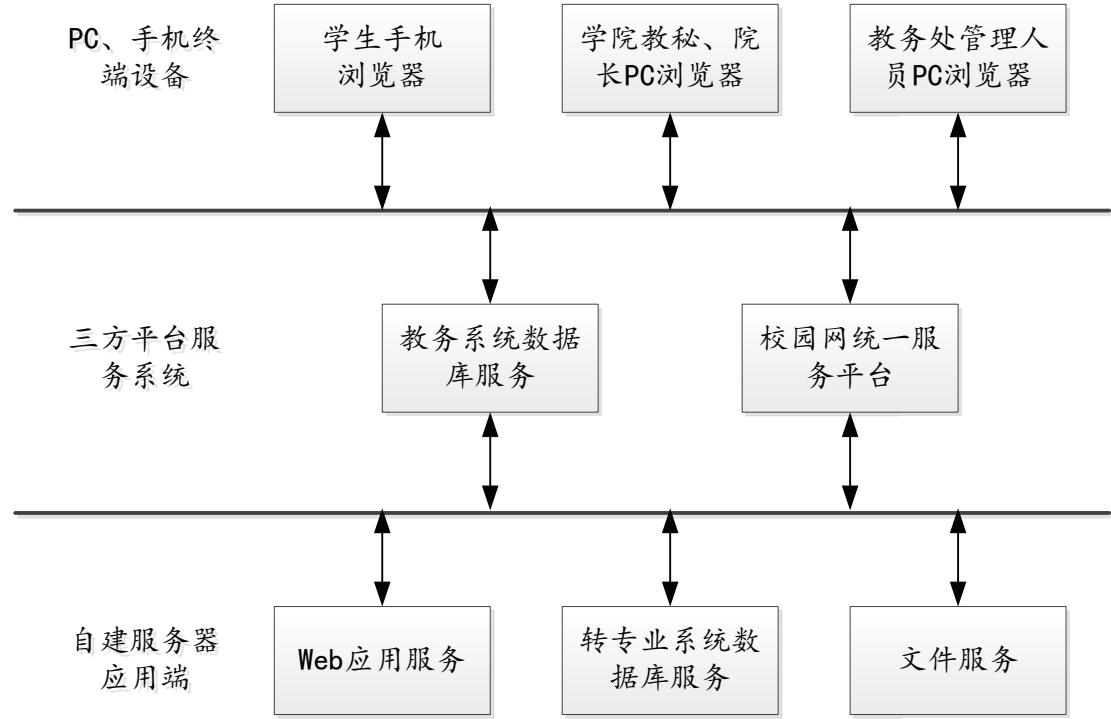 PC、手机终
端设备
学生手机
浏览器
学院教秘、院
长PC浏览器
教务处管理人
员PC浏览器
三方平台服
务系统
教务系统数据
库服务
校园网统一服
务平台
自建服务器
应用端
Web应用服务
转专业系统数
据库服务
文件服务